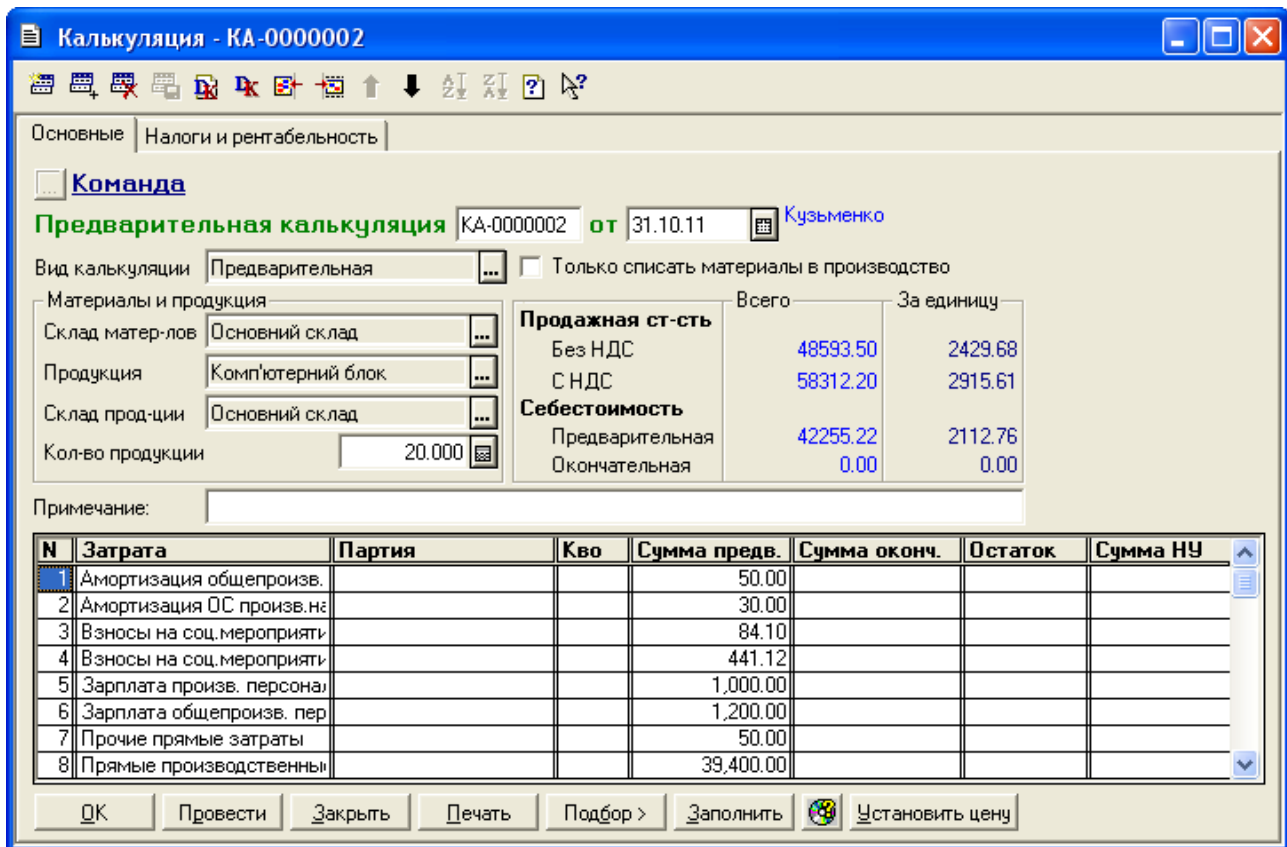 Калькуляция - КА-0000002
Основные Налоги и рентабельность
... Команда
Предварительная калькуляция КА-0000002 от 31.10.11 Кузьменко
Вид калькуляции Предварительная ... Только списать материалы в производство
Материалы и продукция Всего За единицу
Склад матер-лов Основний склад ... Продажная ст-сть
Без НДС 48593.50 2429.68
Продукция Комп'ютерний блок ... С НДС 58312.20 2915.61
Склад прод-ции Основний склад ... Себестоимость
Предварительная 42255.22 2112.76
Кол-во продукции 20.000 Окончательная 0.00 0.00
Примечание:
N Затрата Партия Кво Сумма предв. Сумма оконч. Остаток Сумма НУ
1 Амортизация общепроизв. 50.00
2 Амортизация ОС произв.на 30.00
3 Взносы на соц.мероприяти 84.10
4 Взносы на соц.мероприяти 441.12
5 Зарплата произв. персона 1,000.00
6 Зарплата общепроизв. пер 1,200.00
7 Прочие прямые затраты 50.00
8 Прямые производственны 39,400.00
OK Провести Закрыть Печать Подбор > Заполнить Установить цену